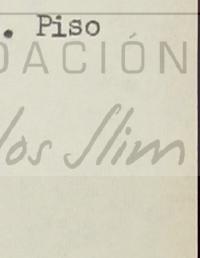 . Piso
DACIÓN
los Slim